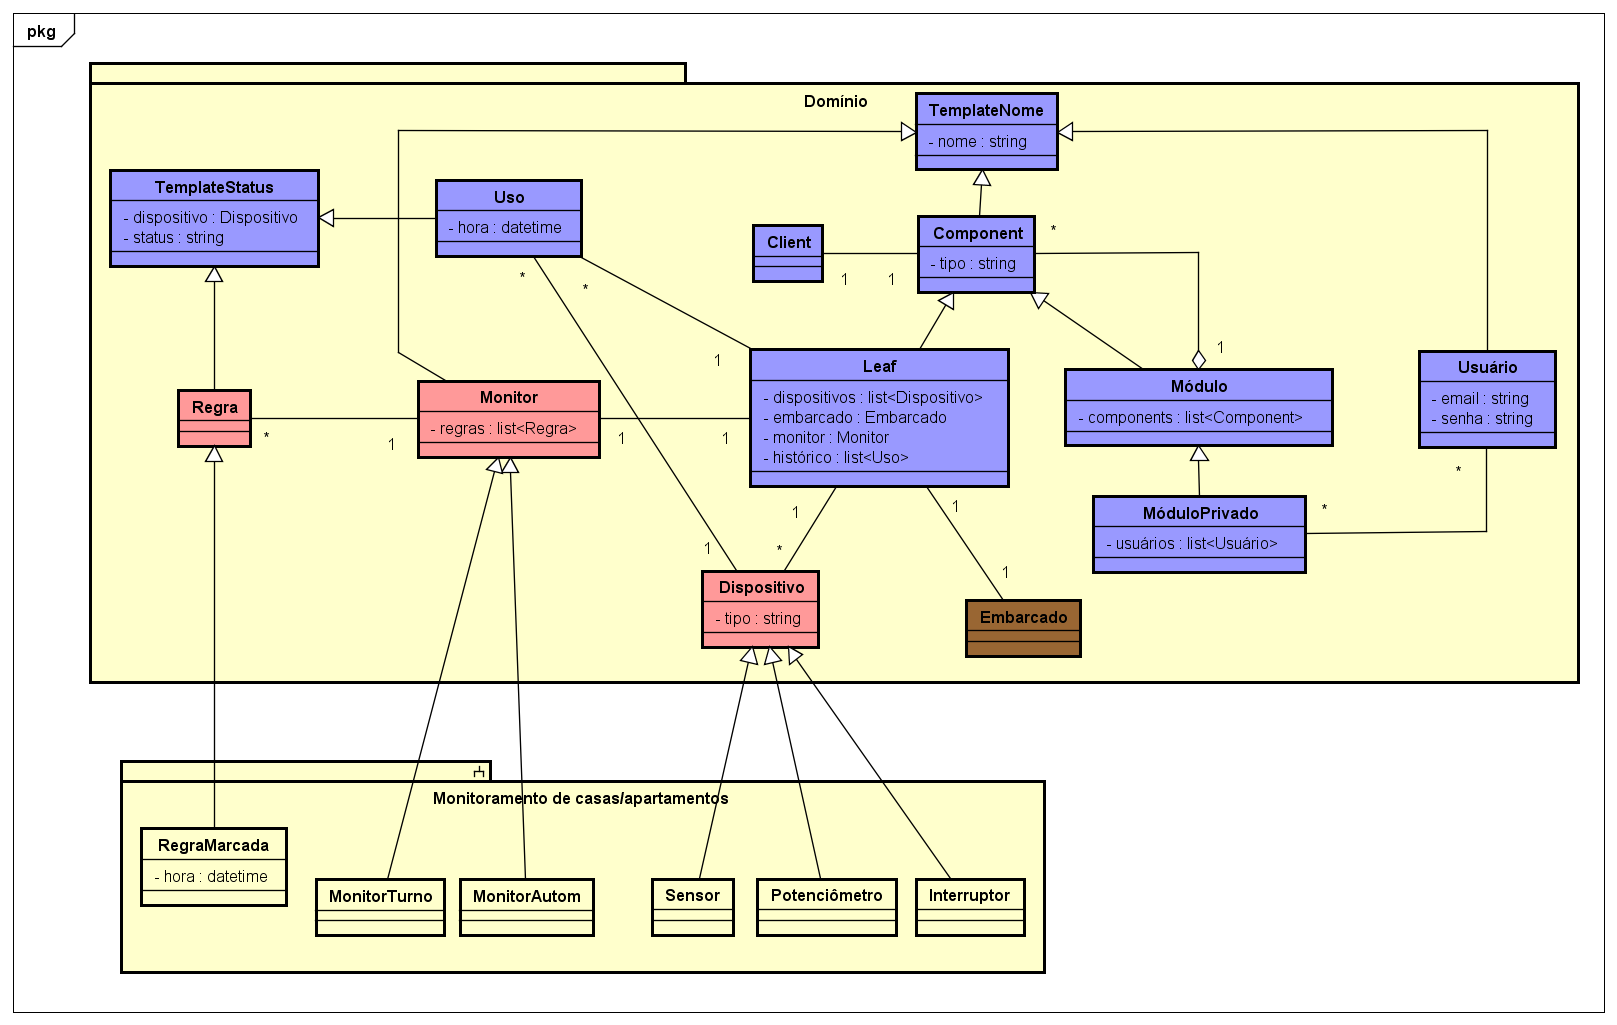 pkg
Domínio
TemplateNome
- nome : string
TemplateStatus
- dispositivo : Dispositivo
- status : string
Uso
- hora : datetime
Client
Component
- tipo : string
*
1
1
*
*
1
1
Leaf
- dispositivos : list<Dispositivo>
- embarcado : Embarcado
- monitor : Monitor
- histórico : list<Uso>
Módulo
- components : list<Component>
Usuário
- email : string
- senha : string
Regra
Monitor
- regras : list<Regra>
*
1
1
1
*
MóduloPrivado
- usuários : list<Usuário>
*
1
1
1
*
1
Dispositivo
- tipo : string
Embarcado
Monitoramento de casas/apartamentos
RegraMarcada
- hora : datetime
MonitorTurno
MonitorAutom
Sensor
Potenciômetro
Interruptor